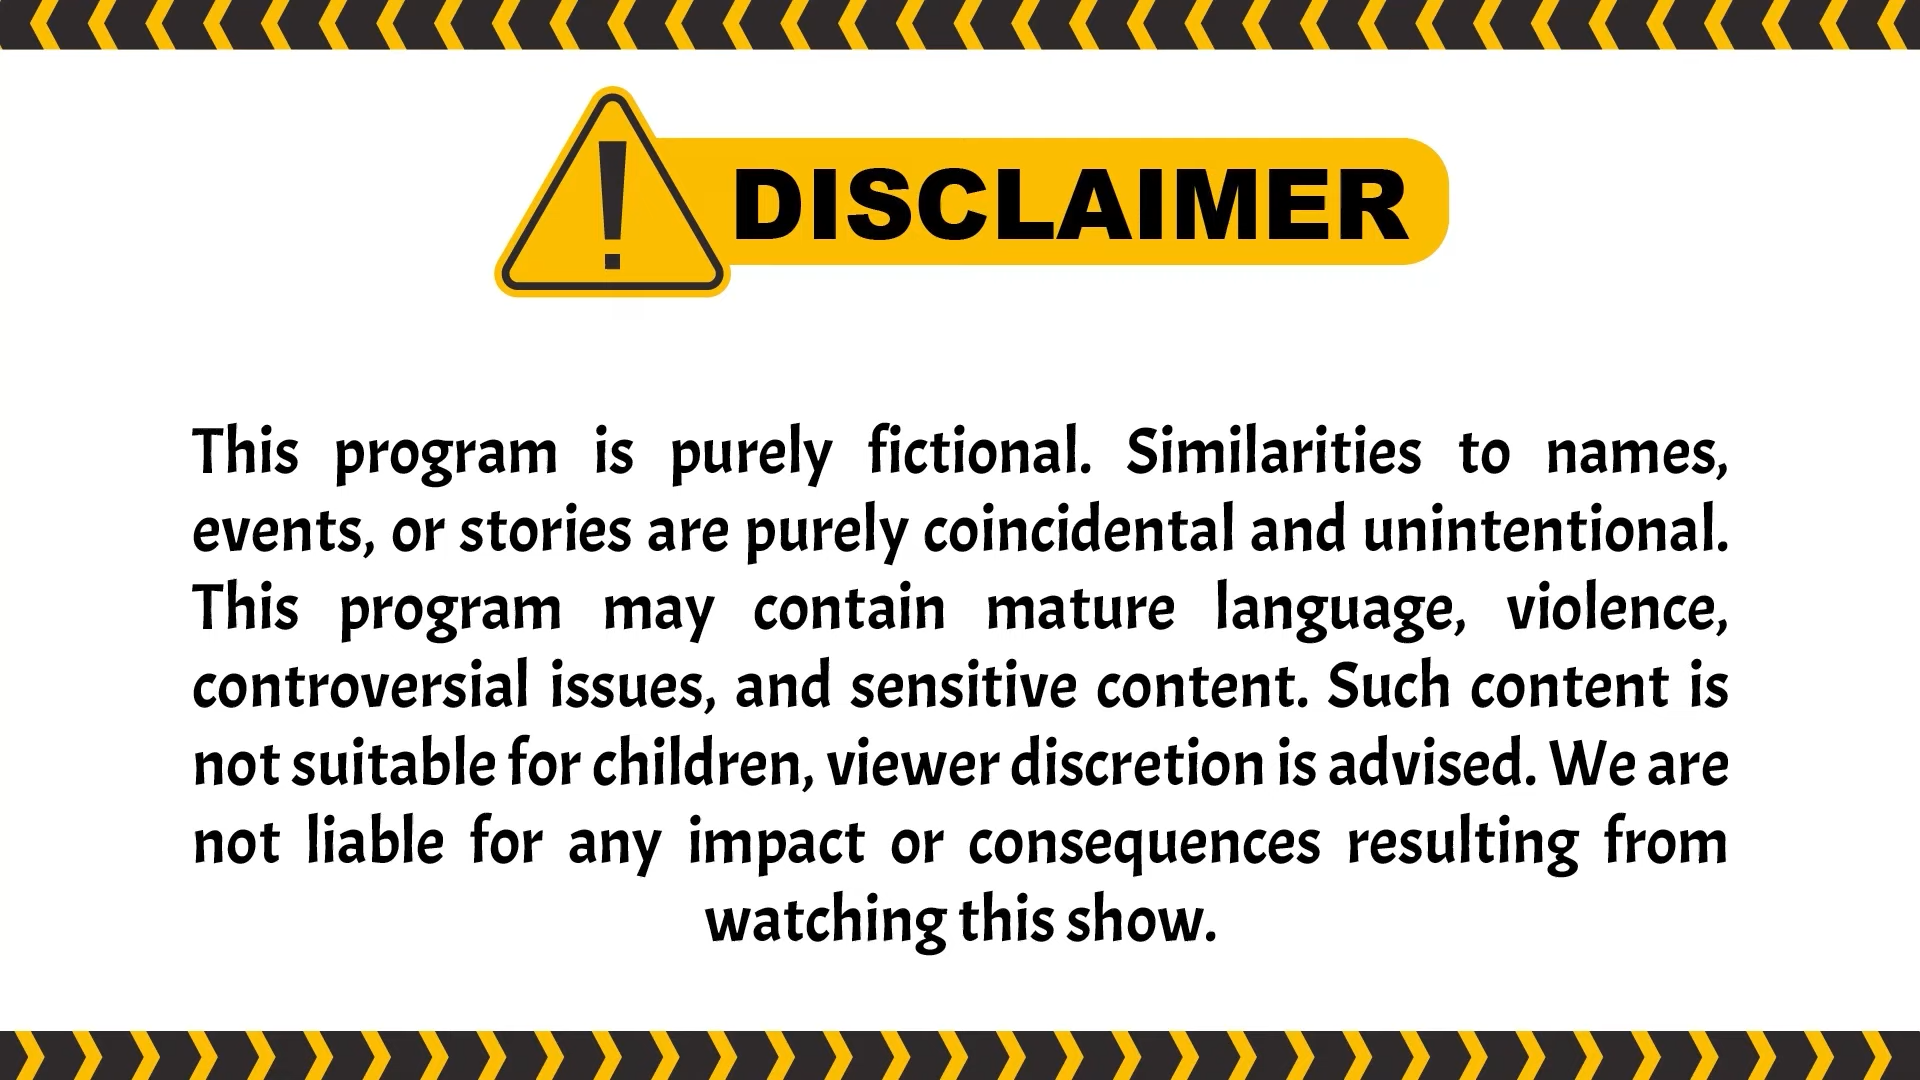 DISCLAIMER
This program is purely fictional. Similarities to names,
events, or stories are purely coincidental and unintentional.
This program may contain mature language, violence,
controversial issues, and sensitive content. Such content is
not suitable for children, viewer discretion is advised. We are
not liable for any impact or consequences resulting from
watching this show.